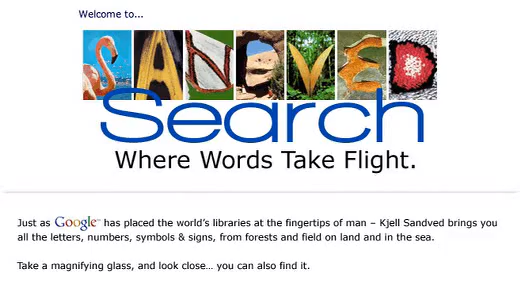 Welcome to...
SANDVED
Search
Where Words Take Flight.
Just as Google™ has placed the world's libraries at the fingertips of man – Kjell Sandved brings you
all the letters, numbers, symbols & signs, from forests and field on land and in the sea.
Take a magnifying glass, and look close… you can also find it.